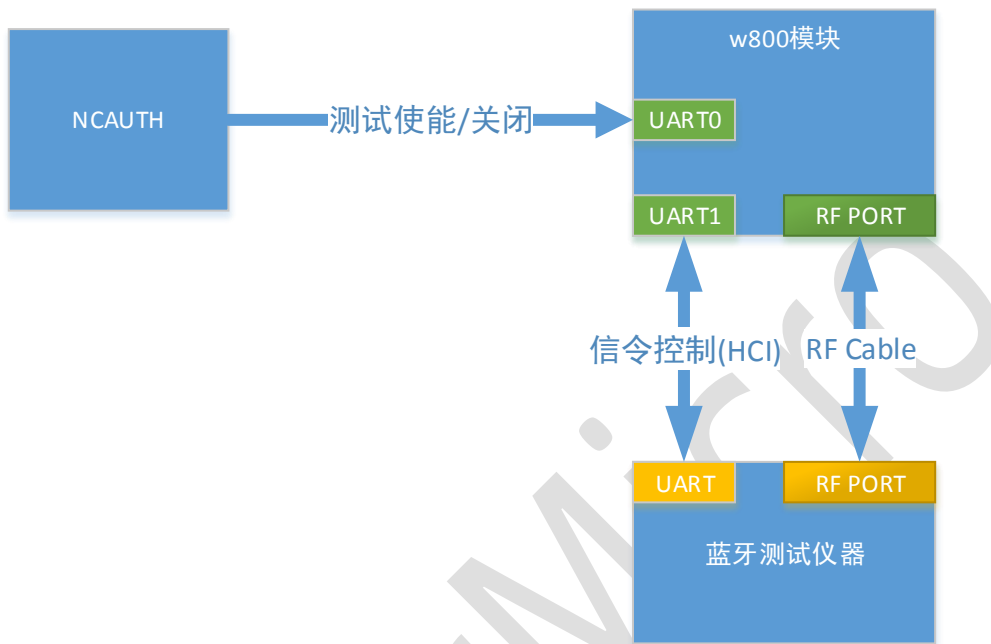 w800模块
NCAUTH
测试使能/关闭
UART0
UART1
RF PORT
信令控制(HCI)
RF Cable
UART
RF PORT
蓝牙测试仪器
Micro